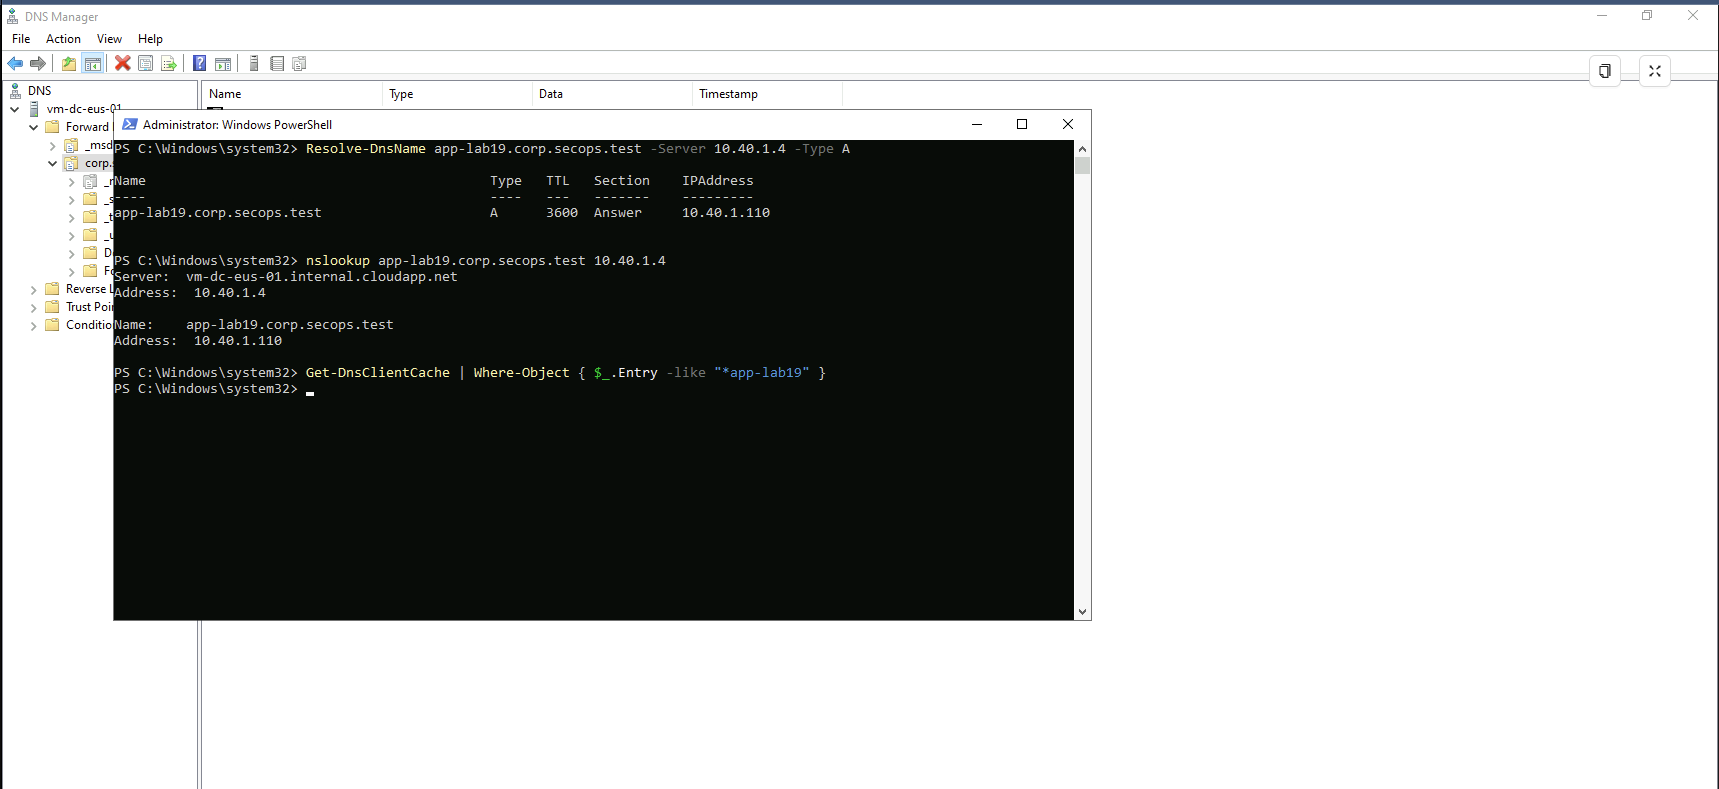 DNS Manager
File Action View Help
DNS
Name Type Data Timestamp
vm-dc-eus-01
Forward
_msd
corp.
Reverse L
Trust Poi
Conditio
Administrator: Windows PowerShell
PS C:\Windows\system32> Resolve-DnsName app-lab19.corp.secops.test -Server 10.40.1.4 -Type A
Name Type TTL Section IPAddress
---- ---- --- ------- ---------
app-lab19.corp.secops.test A 3600 Answer 10.40.1.110
PS C:\Windows\system32> nslookup app-lab19.corp.secops.test 10.40.1.4
Server: vm-dc-eus-01.internal.cloudapp.net
Address: 10.40.1.4
Name: app-lab19.corp.secops.test
Address: 10.40.1.110
PS C:\Windows\system32> Get-DnsClientCache | Where-Object { $_.Entry -like "*app-lab19" }
PS C:\Windows\system32>